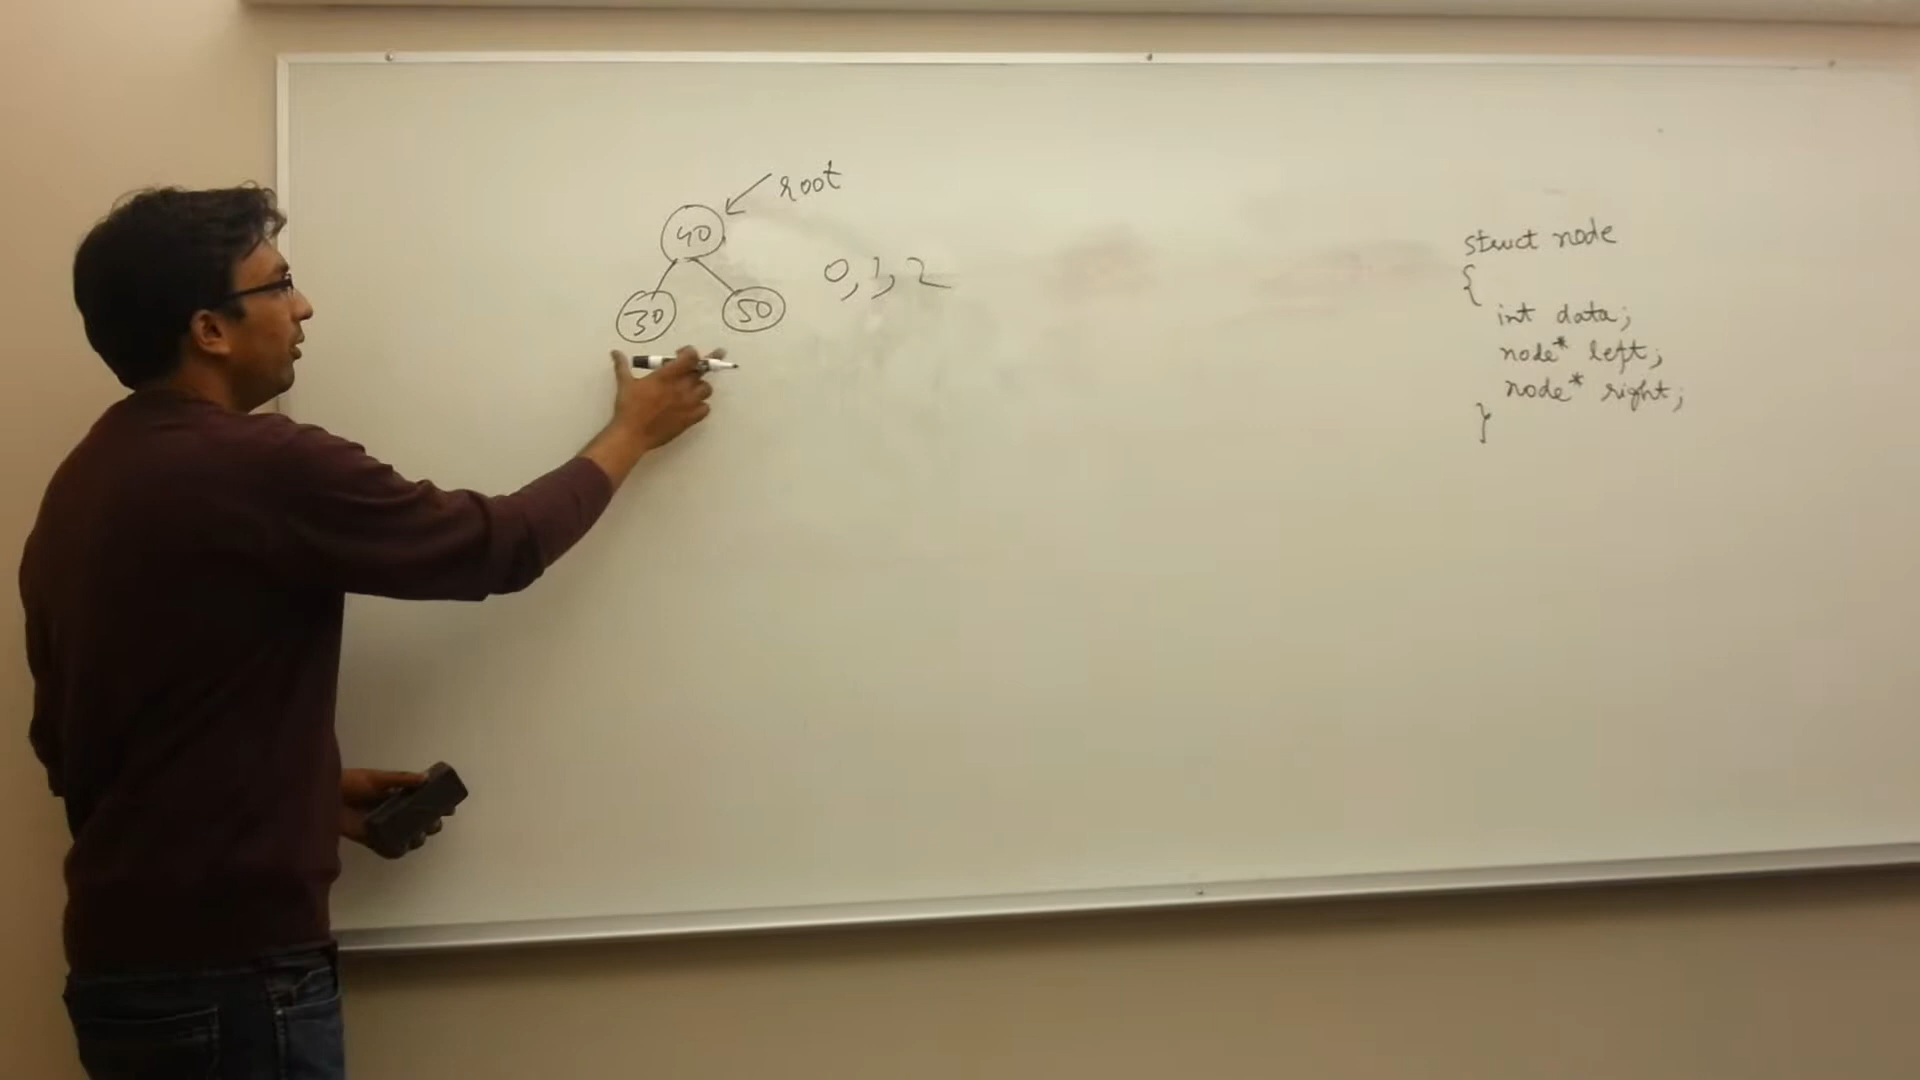 root
40
0, 1, 2
30 50
struct node
{
int data;
node* left;
node* right;
}